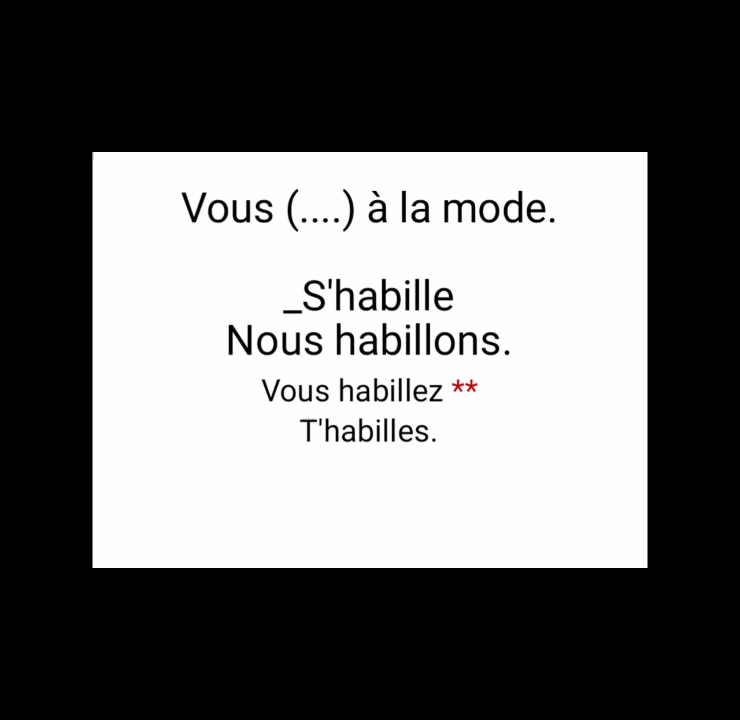 Vous (....) à la mode.
_S'habille
Nous habillons.
Vous habillez **
T'habilles.